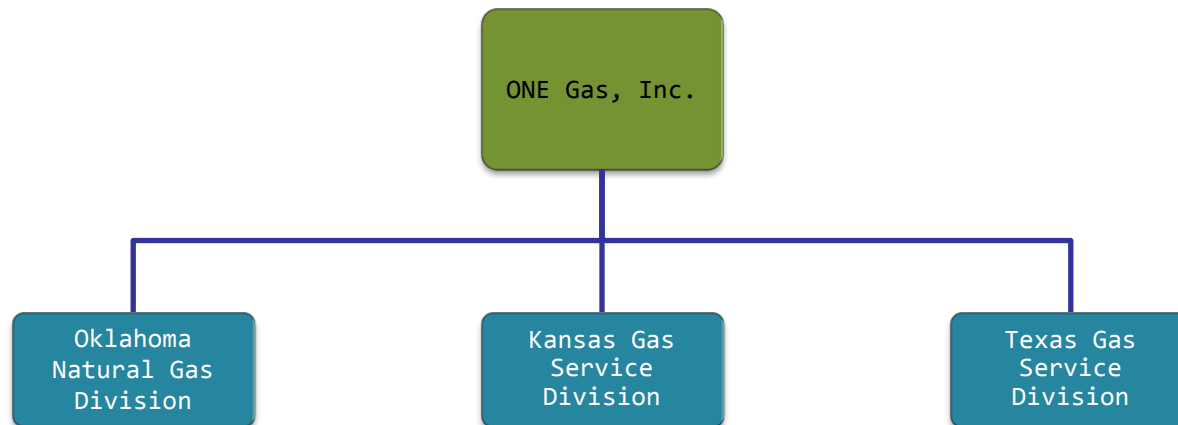 ONE Gas, Inc.
Oklahoma
Natural Gas
Division
Kansas Gas
Service
Division
Texas Gas
Service
Division